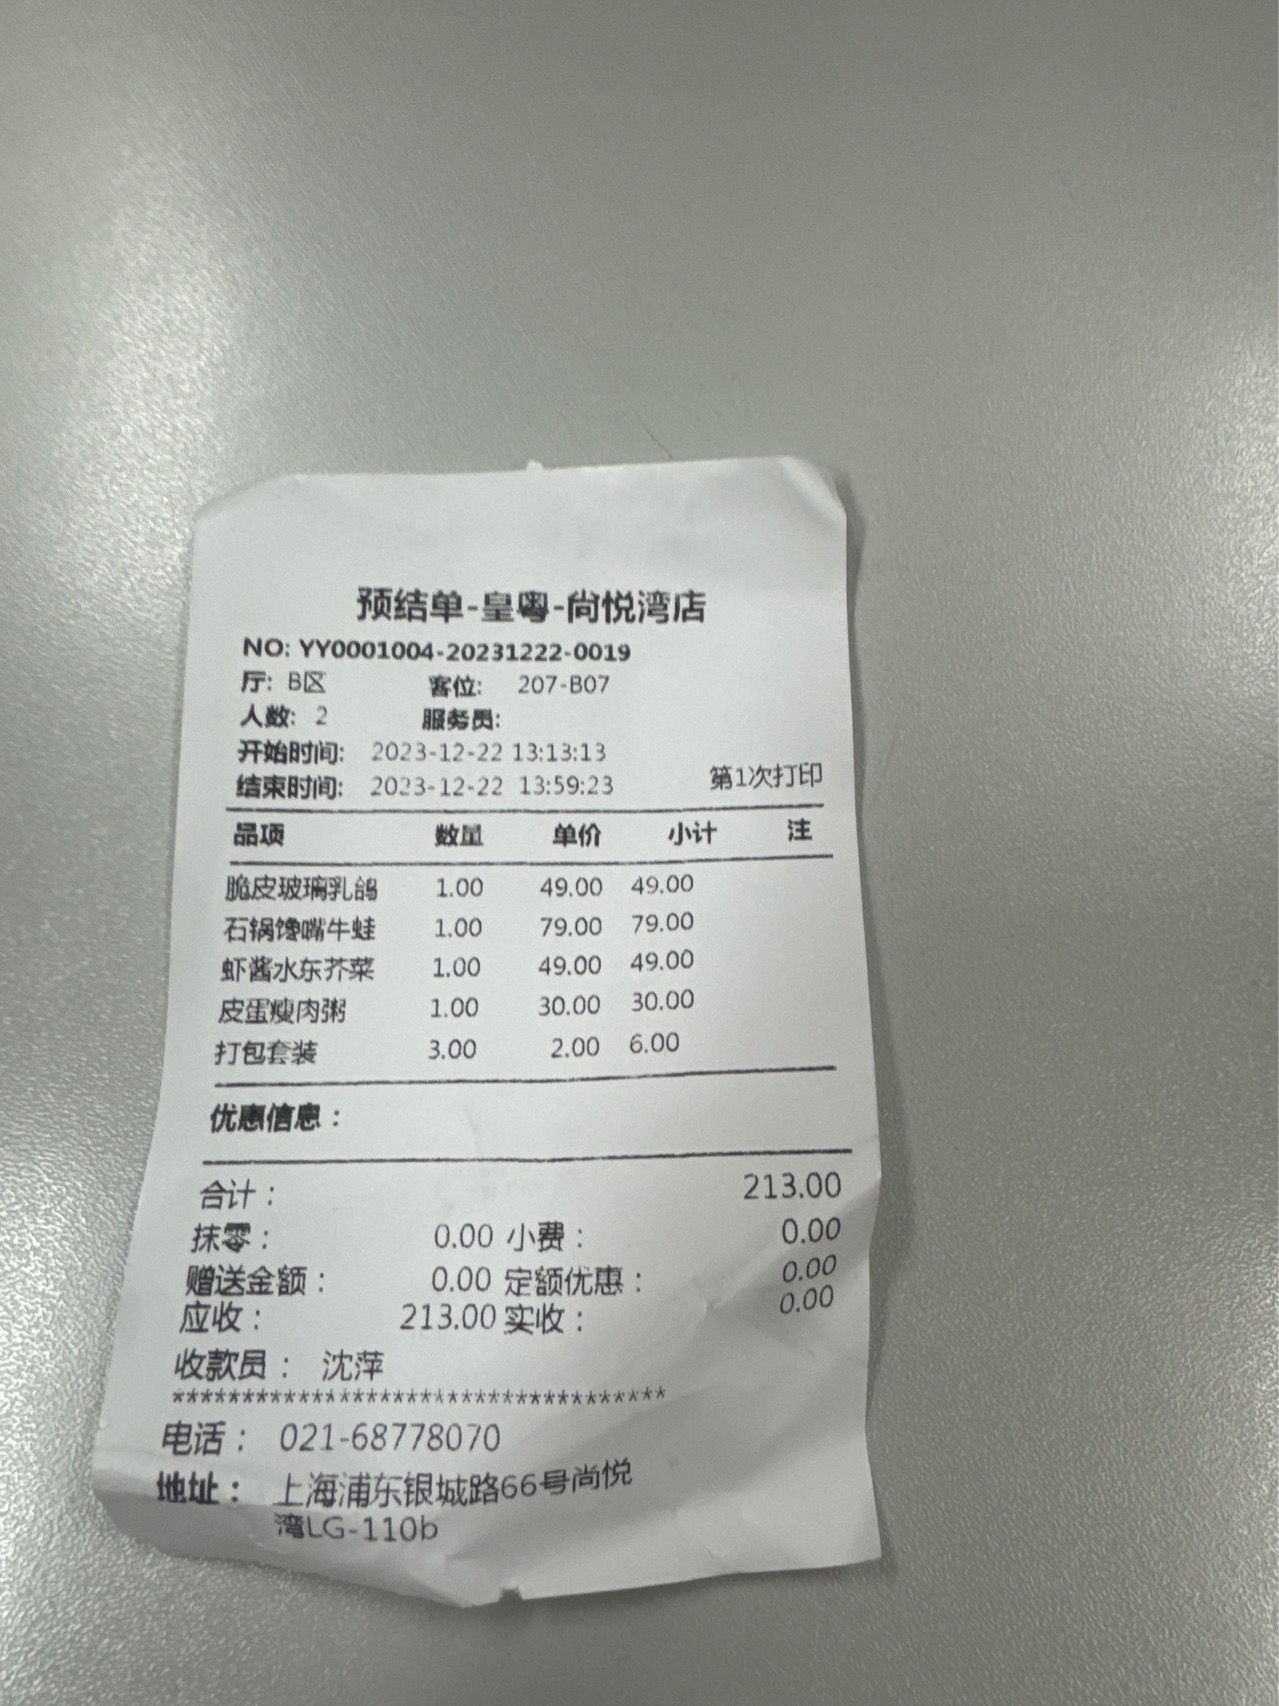 预结单-皇粤-尚悦湾店
NO: YY0001004-20231222-0019
厅: B区 客位: 207-B07
人数: 2 服务员:
开始时间: 2023-12-22 13:13:13
结束时间: 2023-12-22 13:59:23 第1次打印
品项 数量 单价 小计 注
脆皮玻璃乳鸽 1.00 49.00 49.00
石锅馋嘴牛蛙 1.00 79.00 79.00
虾酱水东芥菜 1.00 49.00 49.00
皮蛋瘦肉粥 1.00 30.00 30.00
打包套装 3.00 2.00 6.00
优惠信息：
合计： 213.00
抹零： 0.00 小费： 0.00
赠送金额： 0.00 定额优惠： 0.00
应收： 213.00 实收： 0.00
收款员： 沈萍
************************************
电话： 021-68778070
地址： 上海浦东银城路66号尚悦
湾LG-110b